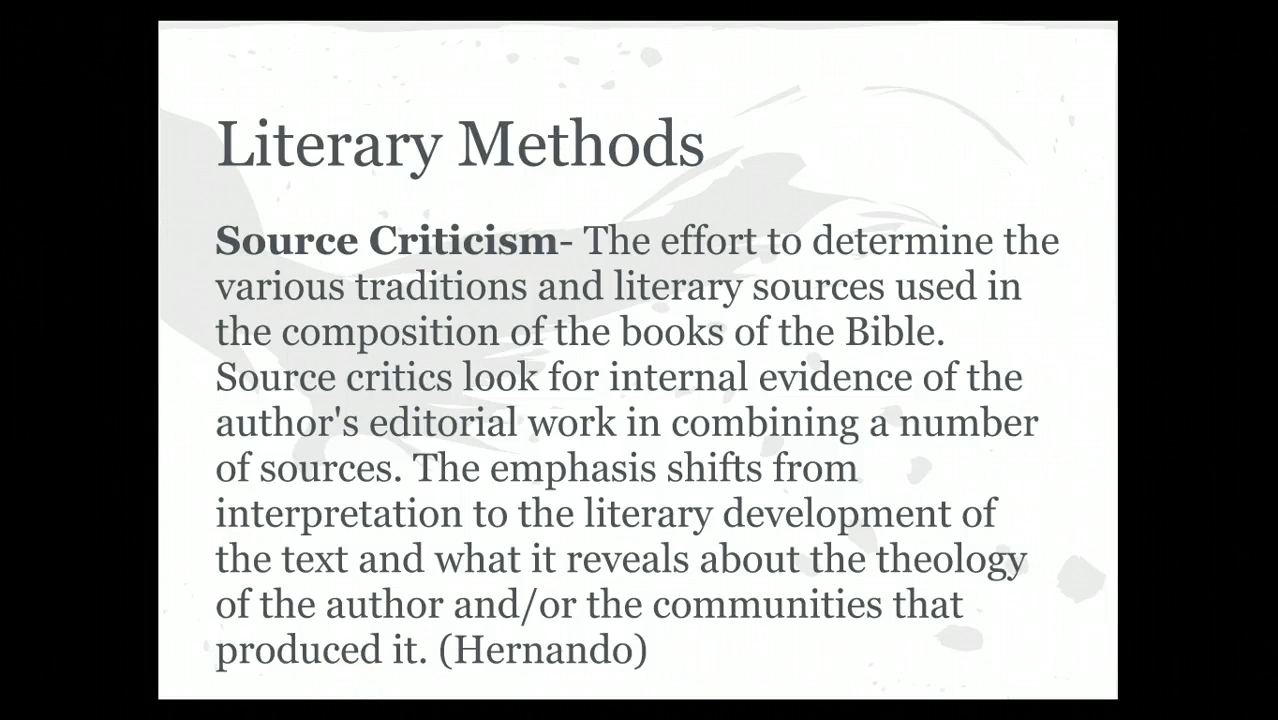 Literary Methods
Source Criticism- The effort to determine the
various traditions and literary sources used in
the composition of the books of the Bible.
Source critics look for internal evidence of the
author's editorial work in combining a number
of sources. The emphasis shifts from
interpretation to the literary development of
the text and what it reveals about the theology
of the author and/or the communities that
produced it. (Hernando)